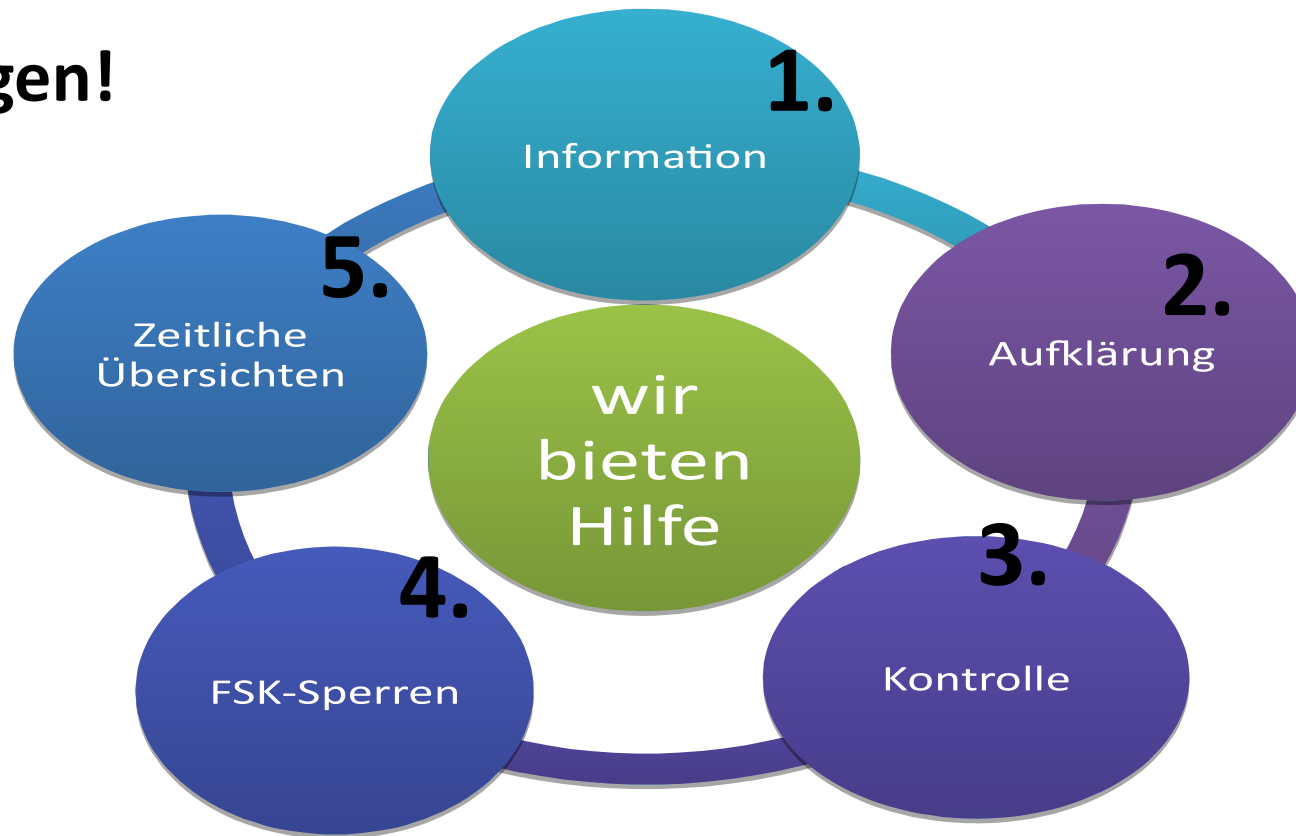 gen!
1.
Information
2.
Aufklärung
3.
Kontrolle
4.
FSK-Sperren
5.
Zeitliche
Übersichten
wir
bieten
Hilfe